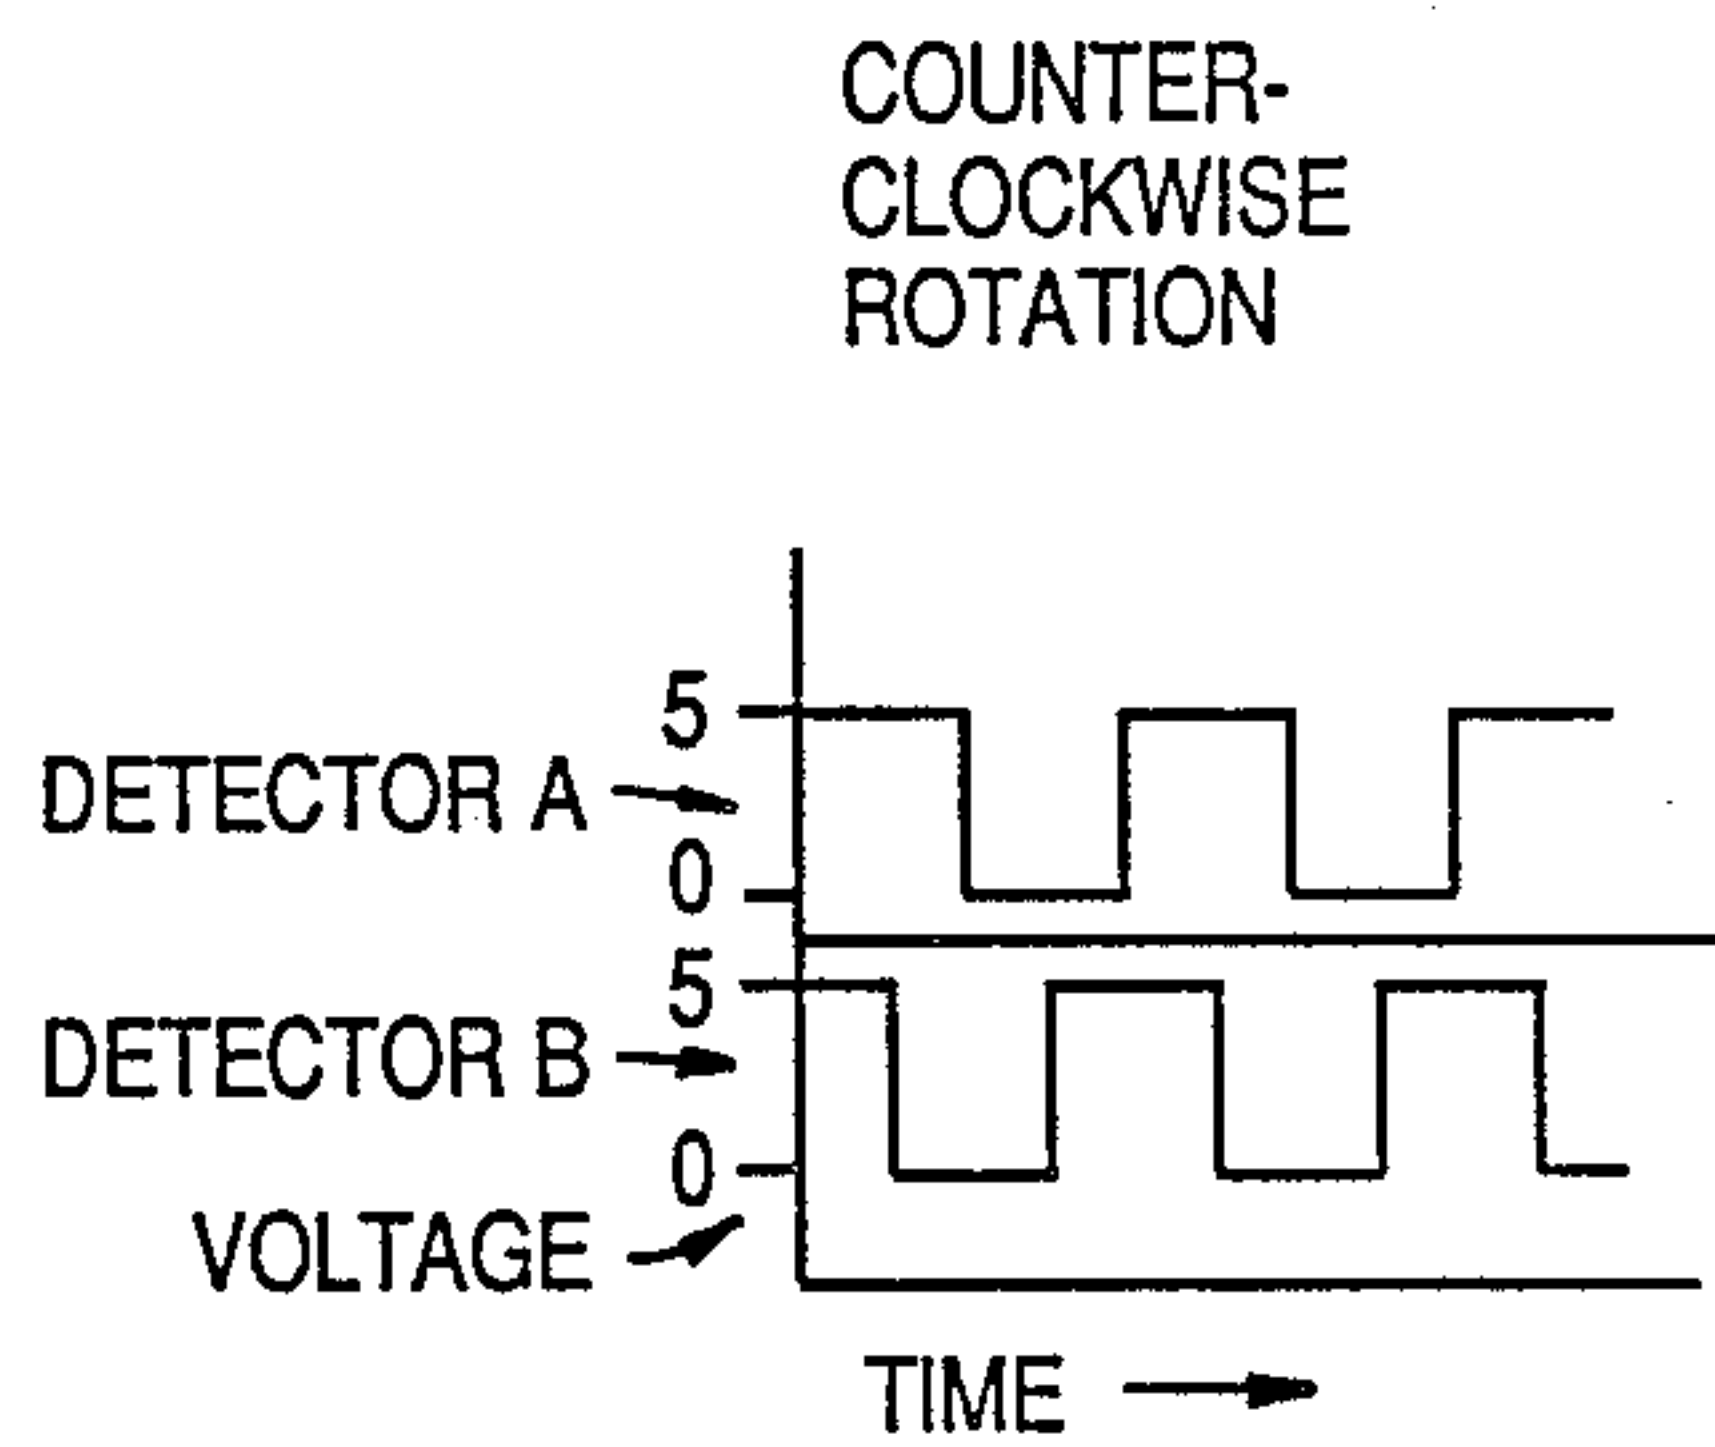 COUNTER-
CLOCKWISE
ROTATION
5
DETECTOR A
0
5
DETECTOR B
0
VOLTAGE
TIME